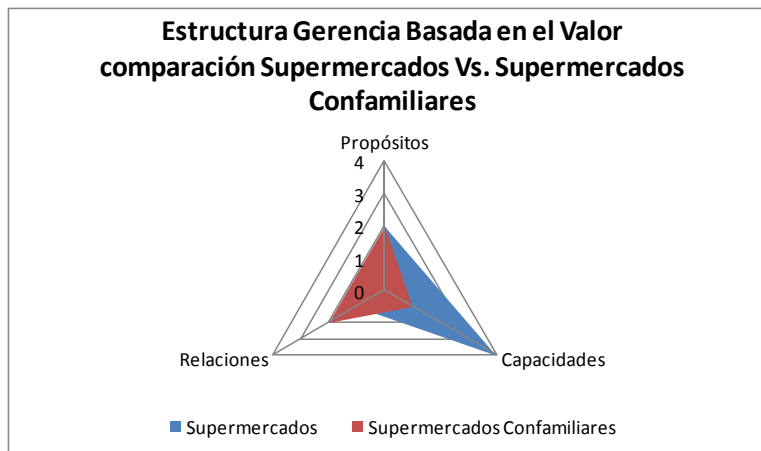 Estructura Gerencia Basada en el Valor
comparación Supermercados Vs. Supermercados
Confamiliares
Propósitos
4
3
2
1
0
Relaciones
Capacidades
Supermercados
Supermercados Confamiliares